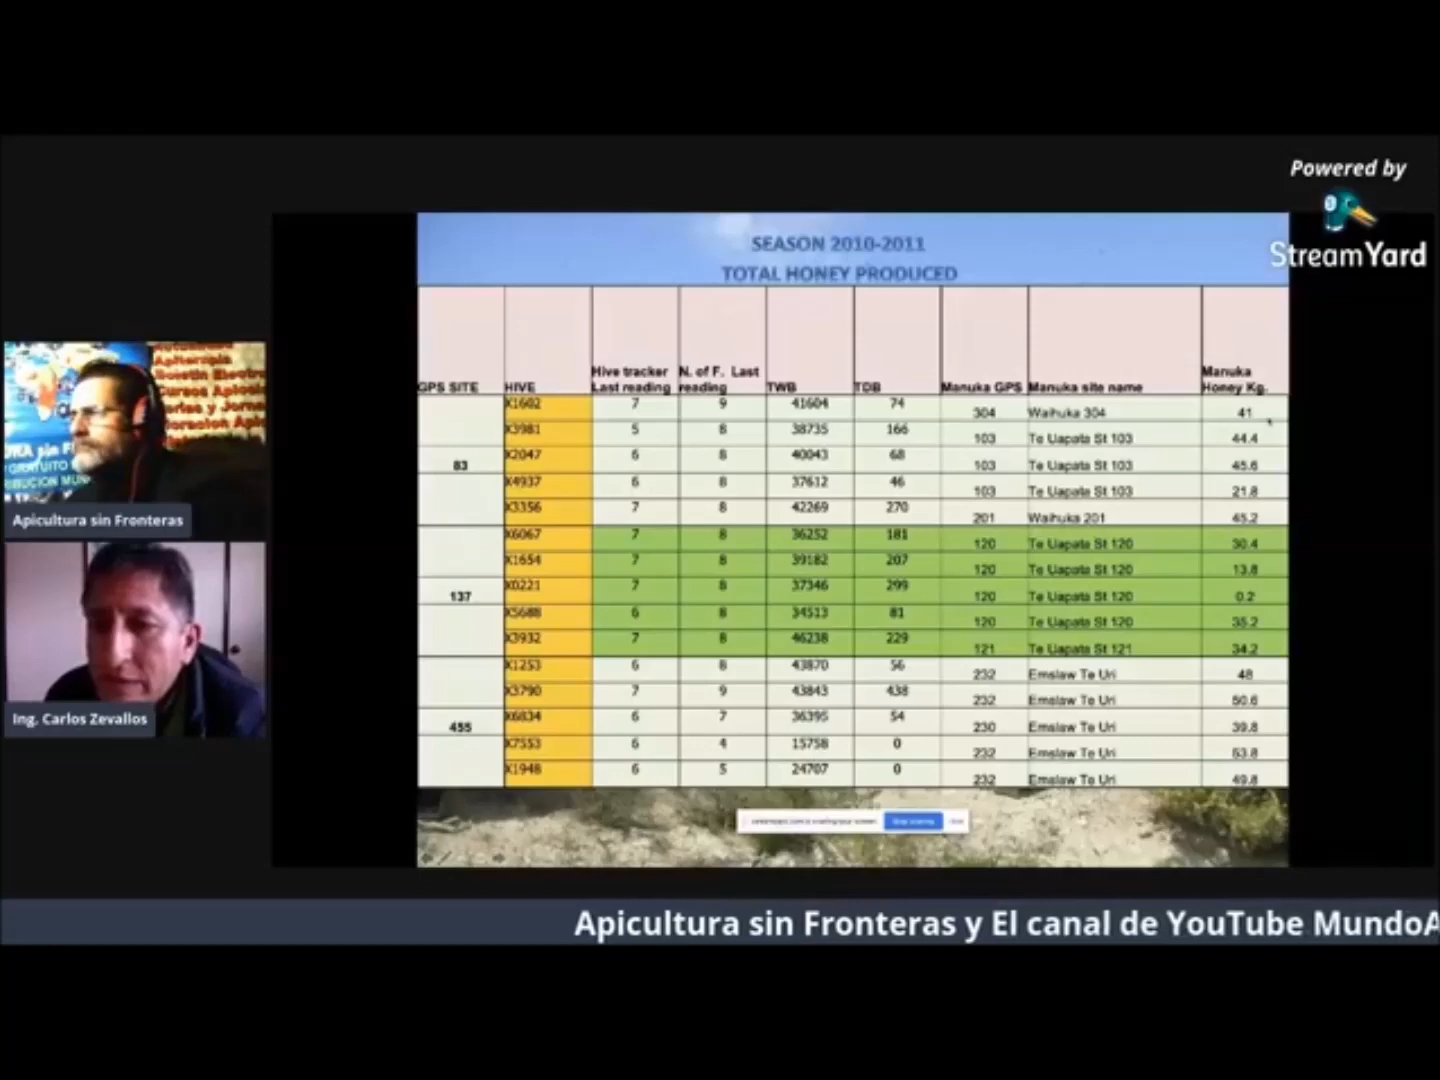 Powered by
StreamYard
SEASON 2010-2011
TOTAL HONEY PRODUCED
GPS SITE HIVE Hive tracker Last reading N. of F. Last reading TWB TDB Manuka GPS Manuka site name Manuka Honey Kg.
X1602 7 9 41604 74 304 Waihuka 304 41
X3981 5 8 38735 166 103 Te Uapata St 103 44.4
83 X2047 6 8 40043 68 103 Te Uapata St 103 45.6
X4937 6 8 37612 46 103 Te Uapata St 103 21.8
X3356 7 8 42269 270 201 Waihuka 201 45.2
X6067 7 8 36252 181 120 Te Uapata St 120 30.4
X1654 7 8 39182 207 120 Te Uapata St 120 13.8
137 X0221 7 8 37346 299 120 Te Uapata St 120 0.2
X5688 6 8 34513 81 120 Te Uapata St 120 35.2
X3932 7 8 46238 229 121 Te Uapata St 121 34.2
X1253 6 8 43870 56 232 Emslaw Te Uri 48
X3790 7 9 43843 438 232 Emslaw Te Uri 50.6
455 X6834 6 7 36395 54 230 Emslaw Te Uri 39.8
X7553 6 4 15758 0 232 Emslaw Te Uri 53.8
X1948 6 5 24707 0 232 Emslaw Te Uri 49.8
Apicultura sin Fronteras
Ing. Carlos Zevallos
Apicultura sin Fronteras y El canal de YouTube MundoA